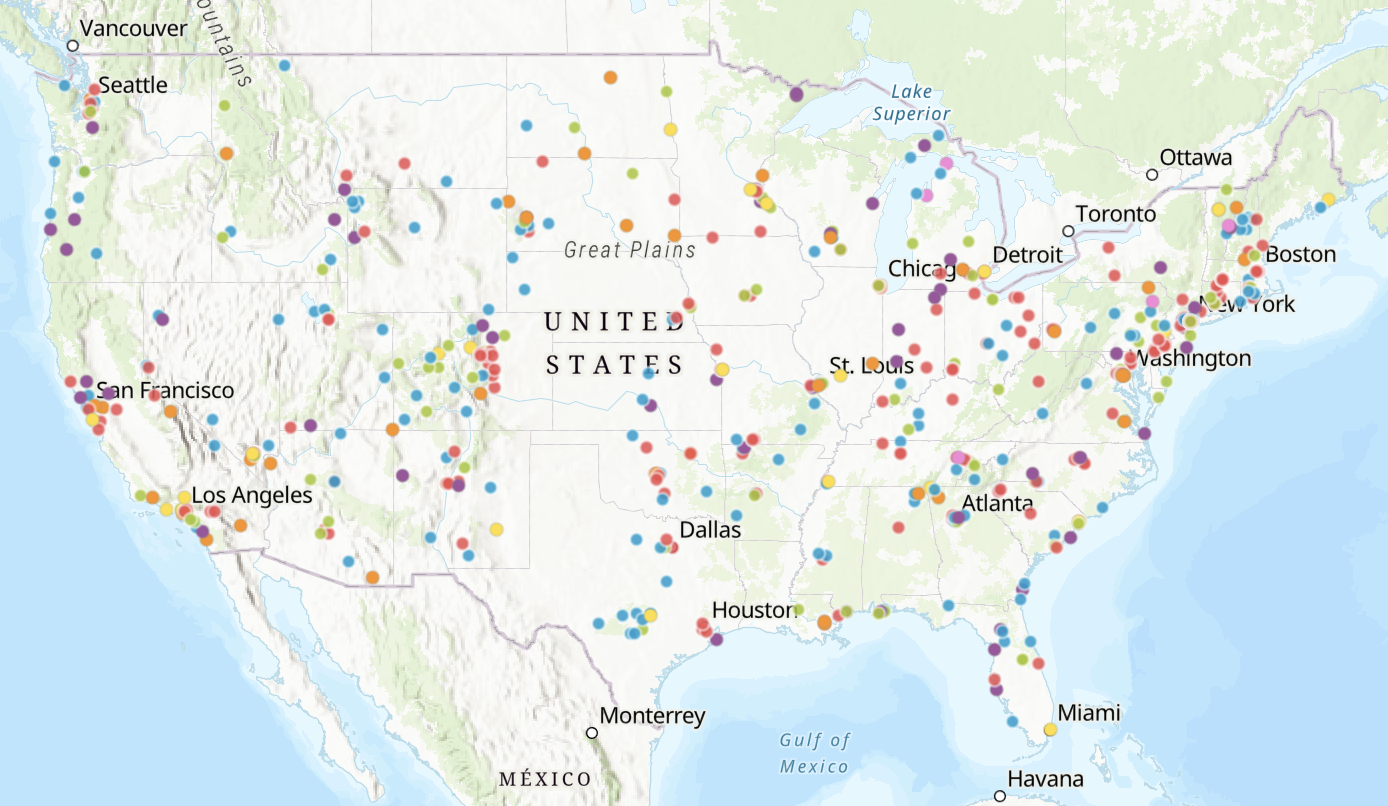 Vancouver
ountains
Seattle
Lake
Superior
Ottawa
Toronto
Great Plains
Detroit
Chicag
Boston
New York
UNITED
STATES
St. Louis
Washington
San Francisco
Los Angeles
Atlanta
Dallas
Houston
Monterrey
Miami
Gulf of
Mexico
MÉXICO
Havana